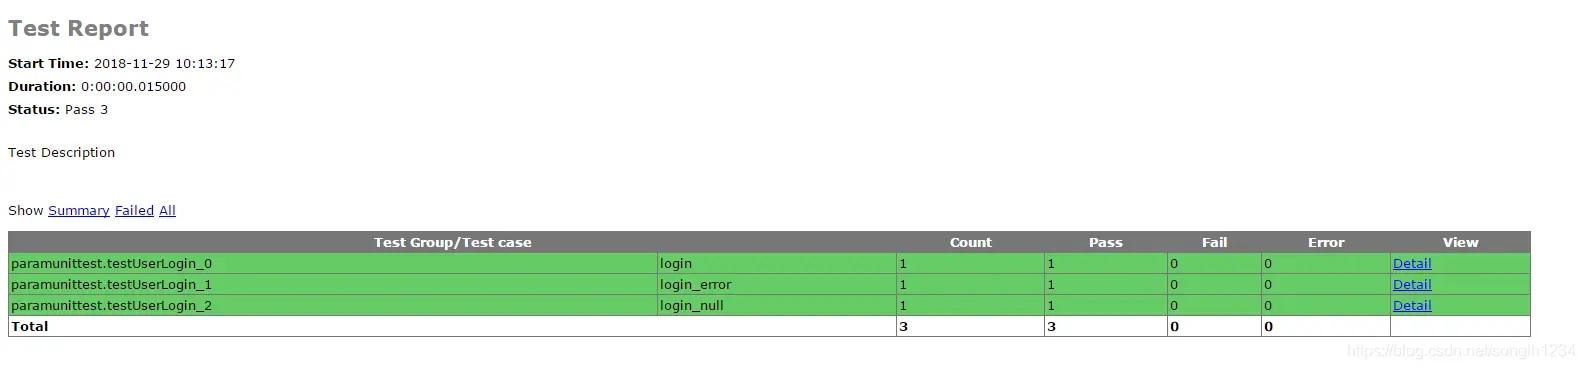 Test Report
Start Time: 2018-11-29 10:13:17
Duration: 0:00:00.015000
Status: Pass 3
Test Description
Show Summary Failed All
Test Group/Test case Count Pass Fail Error View
paramunittest.testUserLogin_0 login 1 1 0 0 Detail
paramunittest.testUserLogin_1 login_error 1 1 0 0 Detail
paramunittest.testUserLogin_2 login_null 1 1 0 0 Detail
Total 3 3 0 0
https://blog.csdn.net/songlh1234